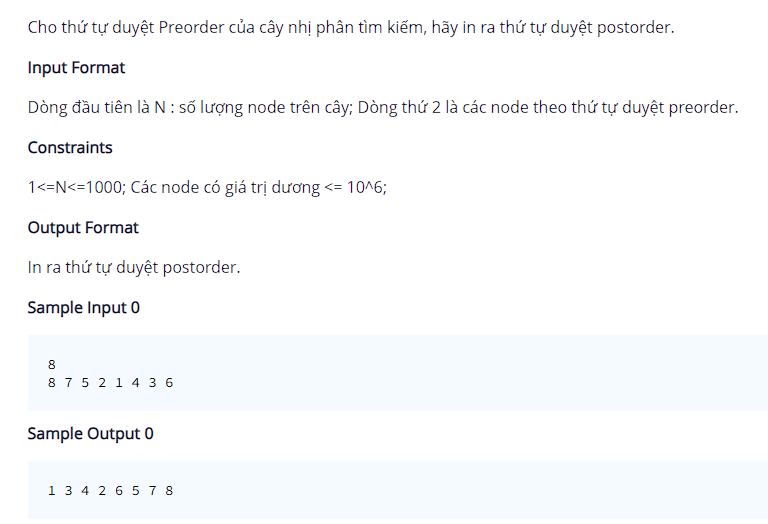 Cho thứ tự duyệt Preorder của cây nhị phân tìm kiếm, hãy in ra thứ tự duyệt postorder.
Input Format
Dòng đầu tiên là N : số lượng node trên cây; Dòng thứ 2 là các node theo thứ tự duyệt preorder.
Constraints
1<=N<=1000; Các node có giá trị dương <= 10^6;
Output Format
In ra thứ tự duyệt postorder.
Sample Input 0
8
8 7 5 2 1 4 3 6
Sample Output 0
1 3 4 2 6 5 7 8